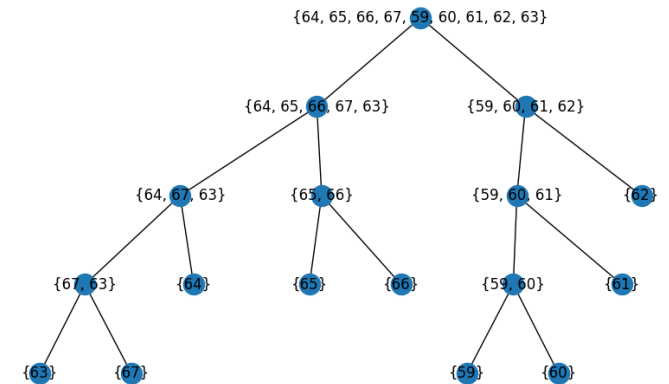 {64, 65, 66, 67, 59, 60, 61, 62, 63}
{64, 65, 66, 67, 63}
{59, 60, 61, 62}
{64, 67, 63}
{65, 66}
{59, 60, 61}
{62}
{67, 63}
{64}
{65}
{66}
{59, 60}
{61}
{63}
{67}
{59}
{60}